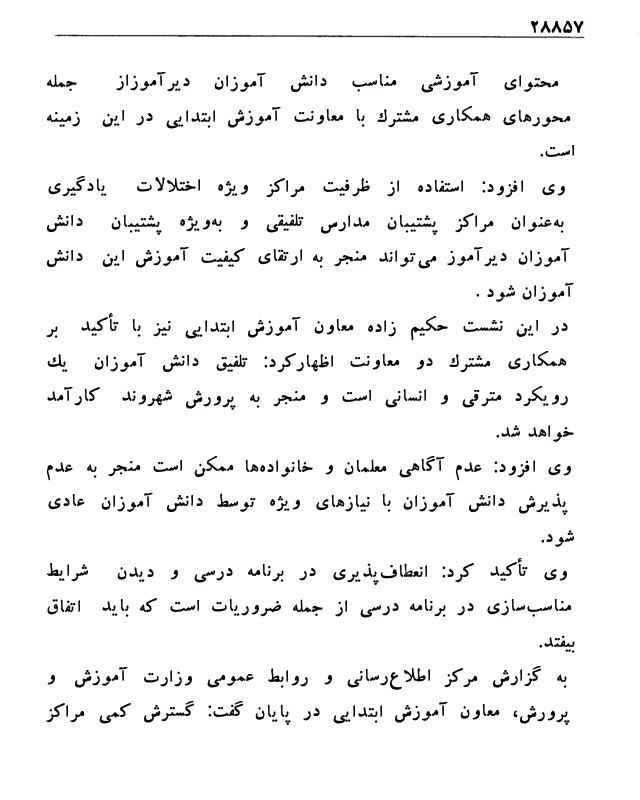 ۲۸۸۵۷
محتوای آموزشی مناسب دانش آموزان دیرآموزاز جمله
محورهای همکاری مشترك با معاونت آموزش ابتدایی در این زمینه
است.
وی افزود: استفاده از ظرفیت مراکز ویژه اختلالات یادگیری
به‌عنوان مراکز پشتیبان مدارس تلفیقی و به‌ویژه پشتیبان دانش
آموزان دیرآموز می‌تواند منجر به ارتقای کیفیت آموزش این دانش
آموزان شود .
در این نشست حکیم زاده معاون آموزش ابتدایی نیز با تأکید بر
همکاری مشترك دو معاونت اظهارکرد: تلفیق دانش آموزان یك
رویکرد مترقی و انسانی است و منجر به پرورش شهروند کارآمد
خواهد شد.
وی افزود: عدم آگاهی معلمان و خانواده‌ها ممکن است منجر به عدم
پذیرش دانش آموزان با نیازهای ویژه توسط دانش آموزان عادی
شود.
وی تأکید کرد: انعطاف‌پذیری در برنامه درسی و دیدن شرایط
مناسب‌سازی در برنامه درسی از جمله ضروریات است که باید اتفاق
بیفتد.
به گزارش مرکز اطلاع‌رسانی و روابط عمومی وزارت آموزش و
پرورش، معاون آموزش ابتدایی در پایان گفت: گسترش کمی مراکز